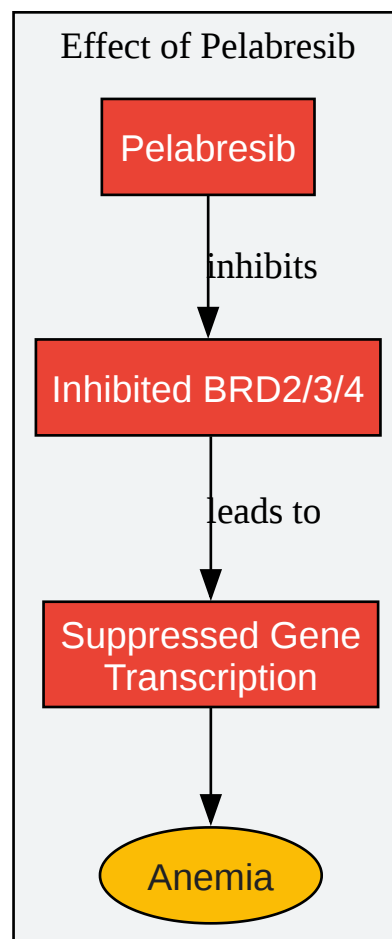 Effect of Pelabresib
Pelabresib
inhibits
Inhibited BRD2/3/4
leads to
Suppressed Gene
Transcription
Anemia